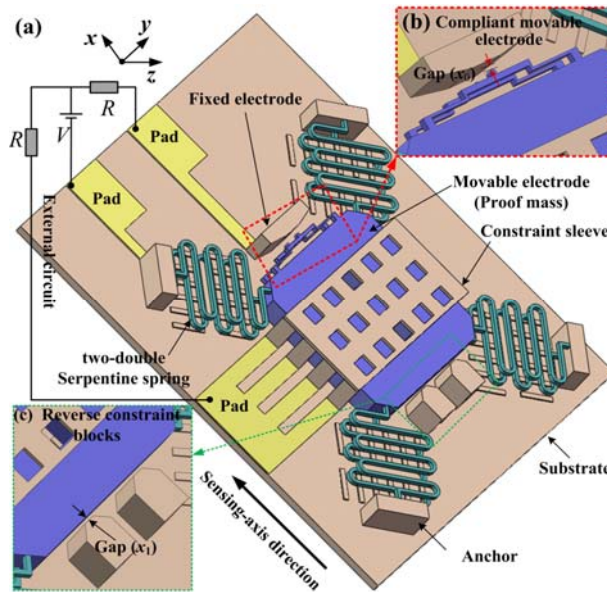 (a)
x
y
z
R
V
R
External circuit
Pad
Pad
Pad
Fixed electrode
(b) Compliant movable
electrode
Gap (x₀)
Movable electrode
(Proof mass)
Constraint sleeve
two-double
Serpentine spring
(c) Reverse constraint
blocks
Gap (x₁)
Sensing-axis direction
Substrate
Anchor